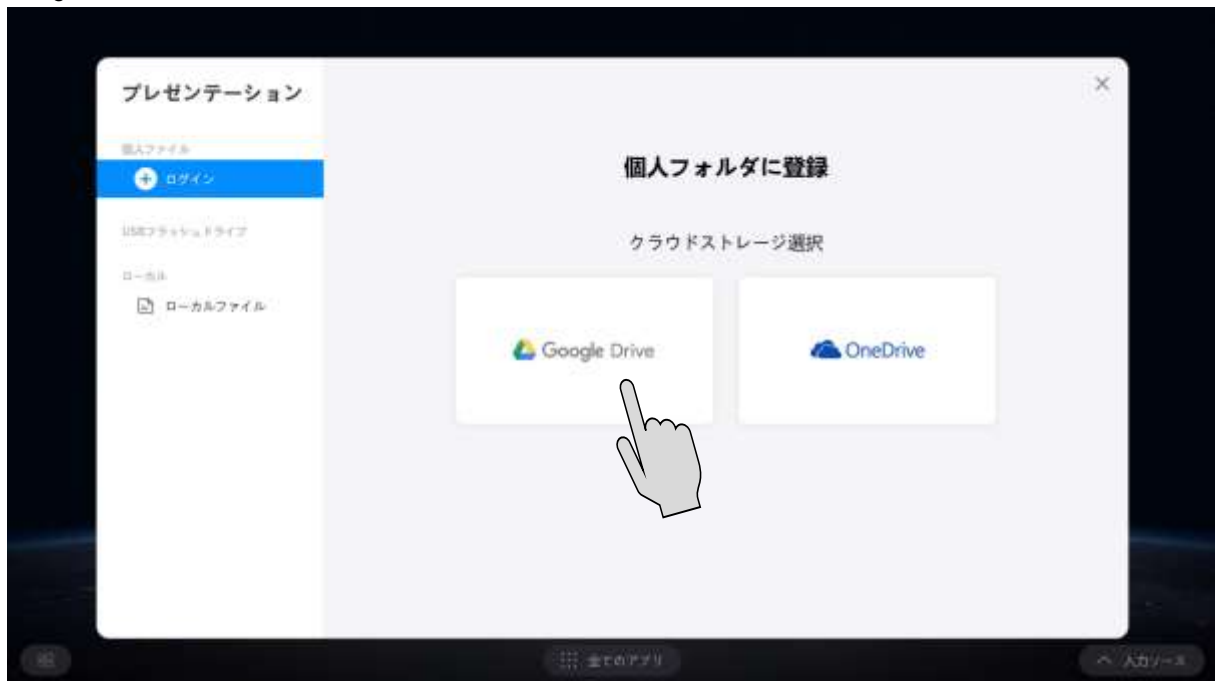 プレゼンテーション
個人ファイル
ログイン
USBフラッシュドライブ
ローカル
ローカルファイル
個人フォルダに登録
クラウドストレージ選択
Google Drive
OneDrive
全てのアプリ
入力ソース